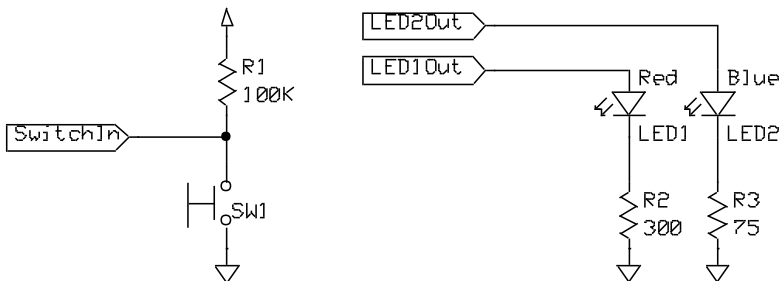 LED2Out
LED1Out
R1
100K
Red
Blue
SwitchIn
LED1
LED2
SW1
R2
300
R3
75